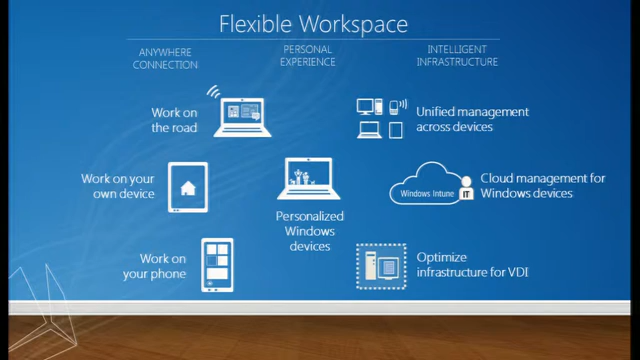 Flexible Workspace
ANYWHERE
CONNECTION
PERSONAL
EXPERIENCE
INTELLIGENT
INFRASTRUCTURE
Work on
the road
Unified management
across devices
Work on your
own device
Personalized
Windows
devices
Windows Intune
IT
Cloud management for
Windows devices
Work on
your phone
Optimize
infrastructure for VDI